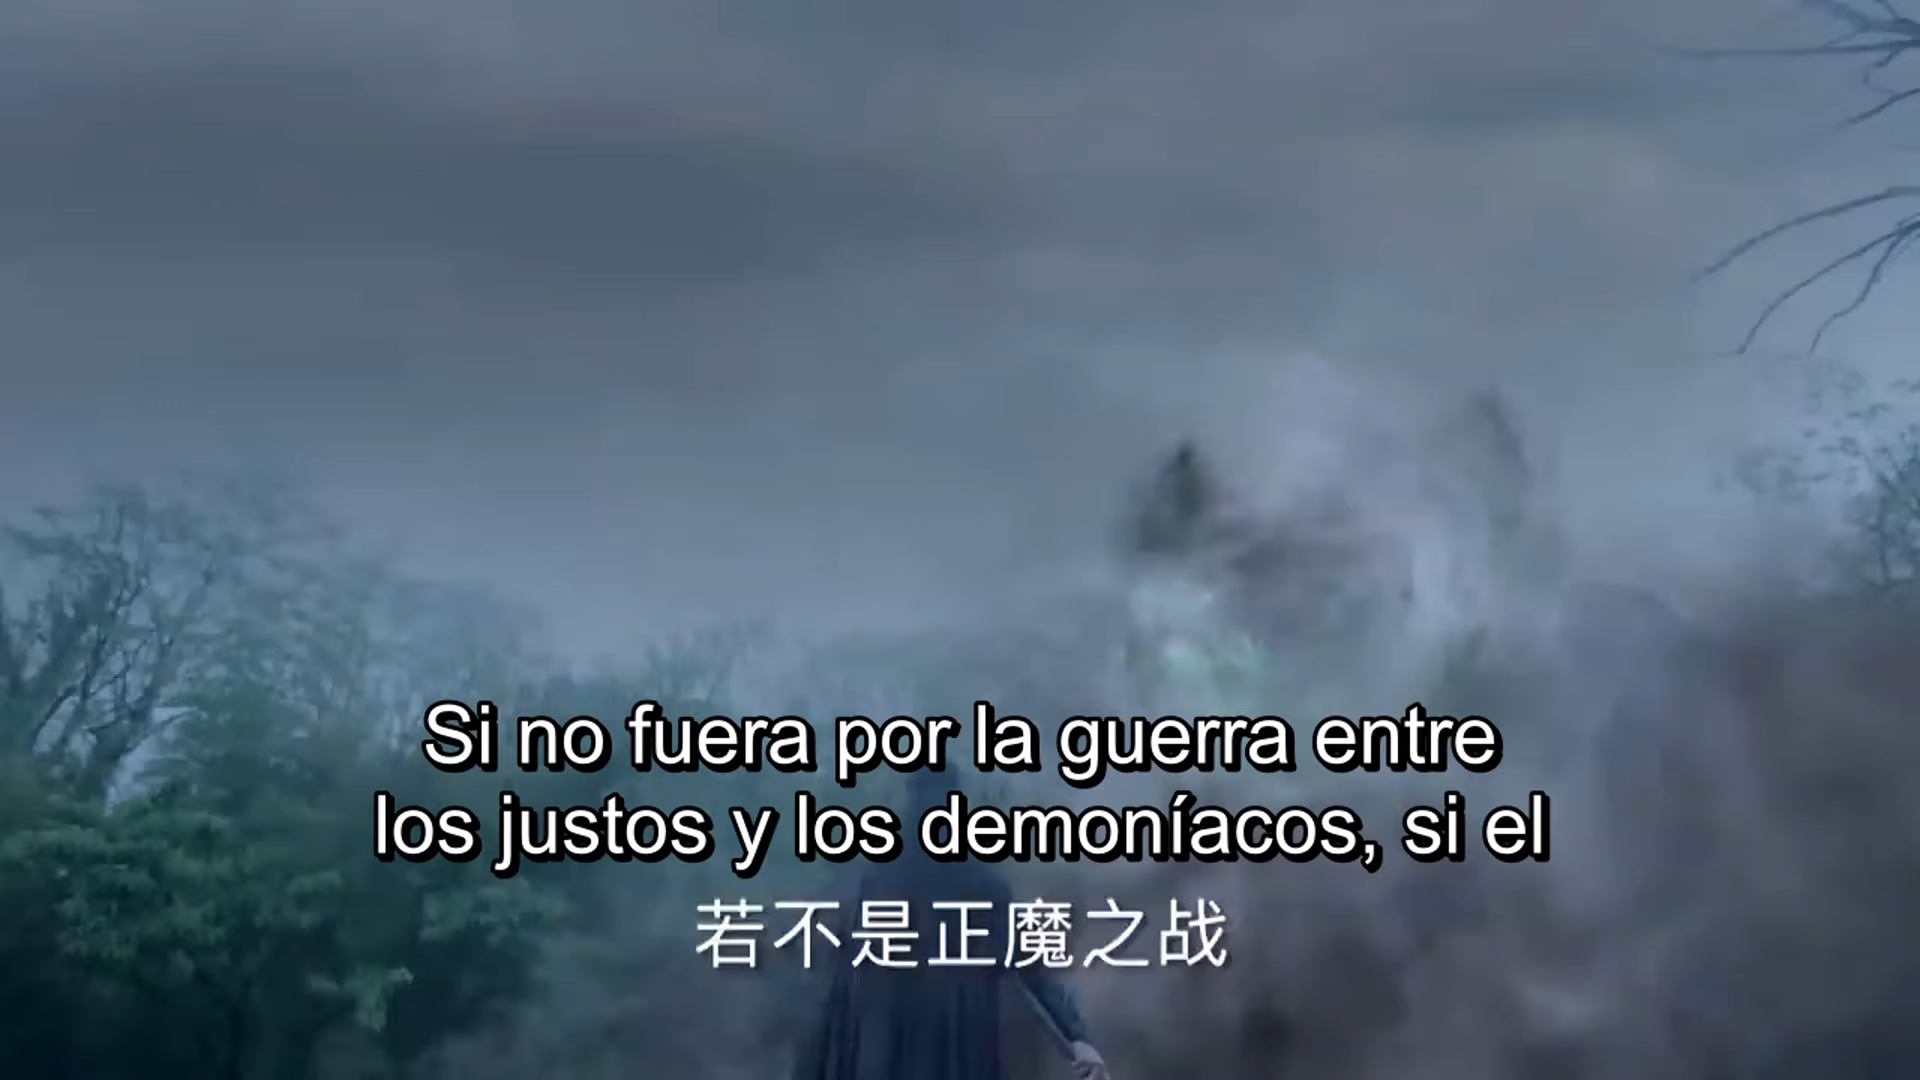 Si no fuera por la guerra entre
los justos y los demoníacos, si el
若不是正魔之战